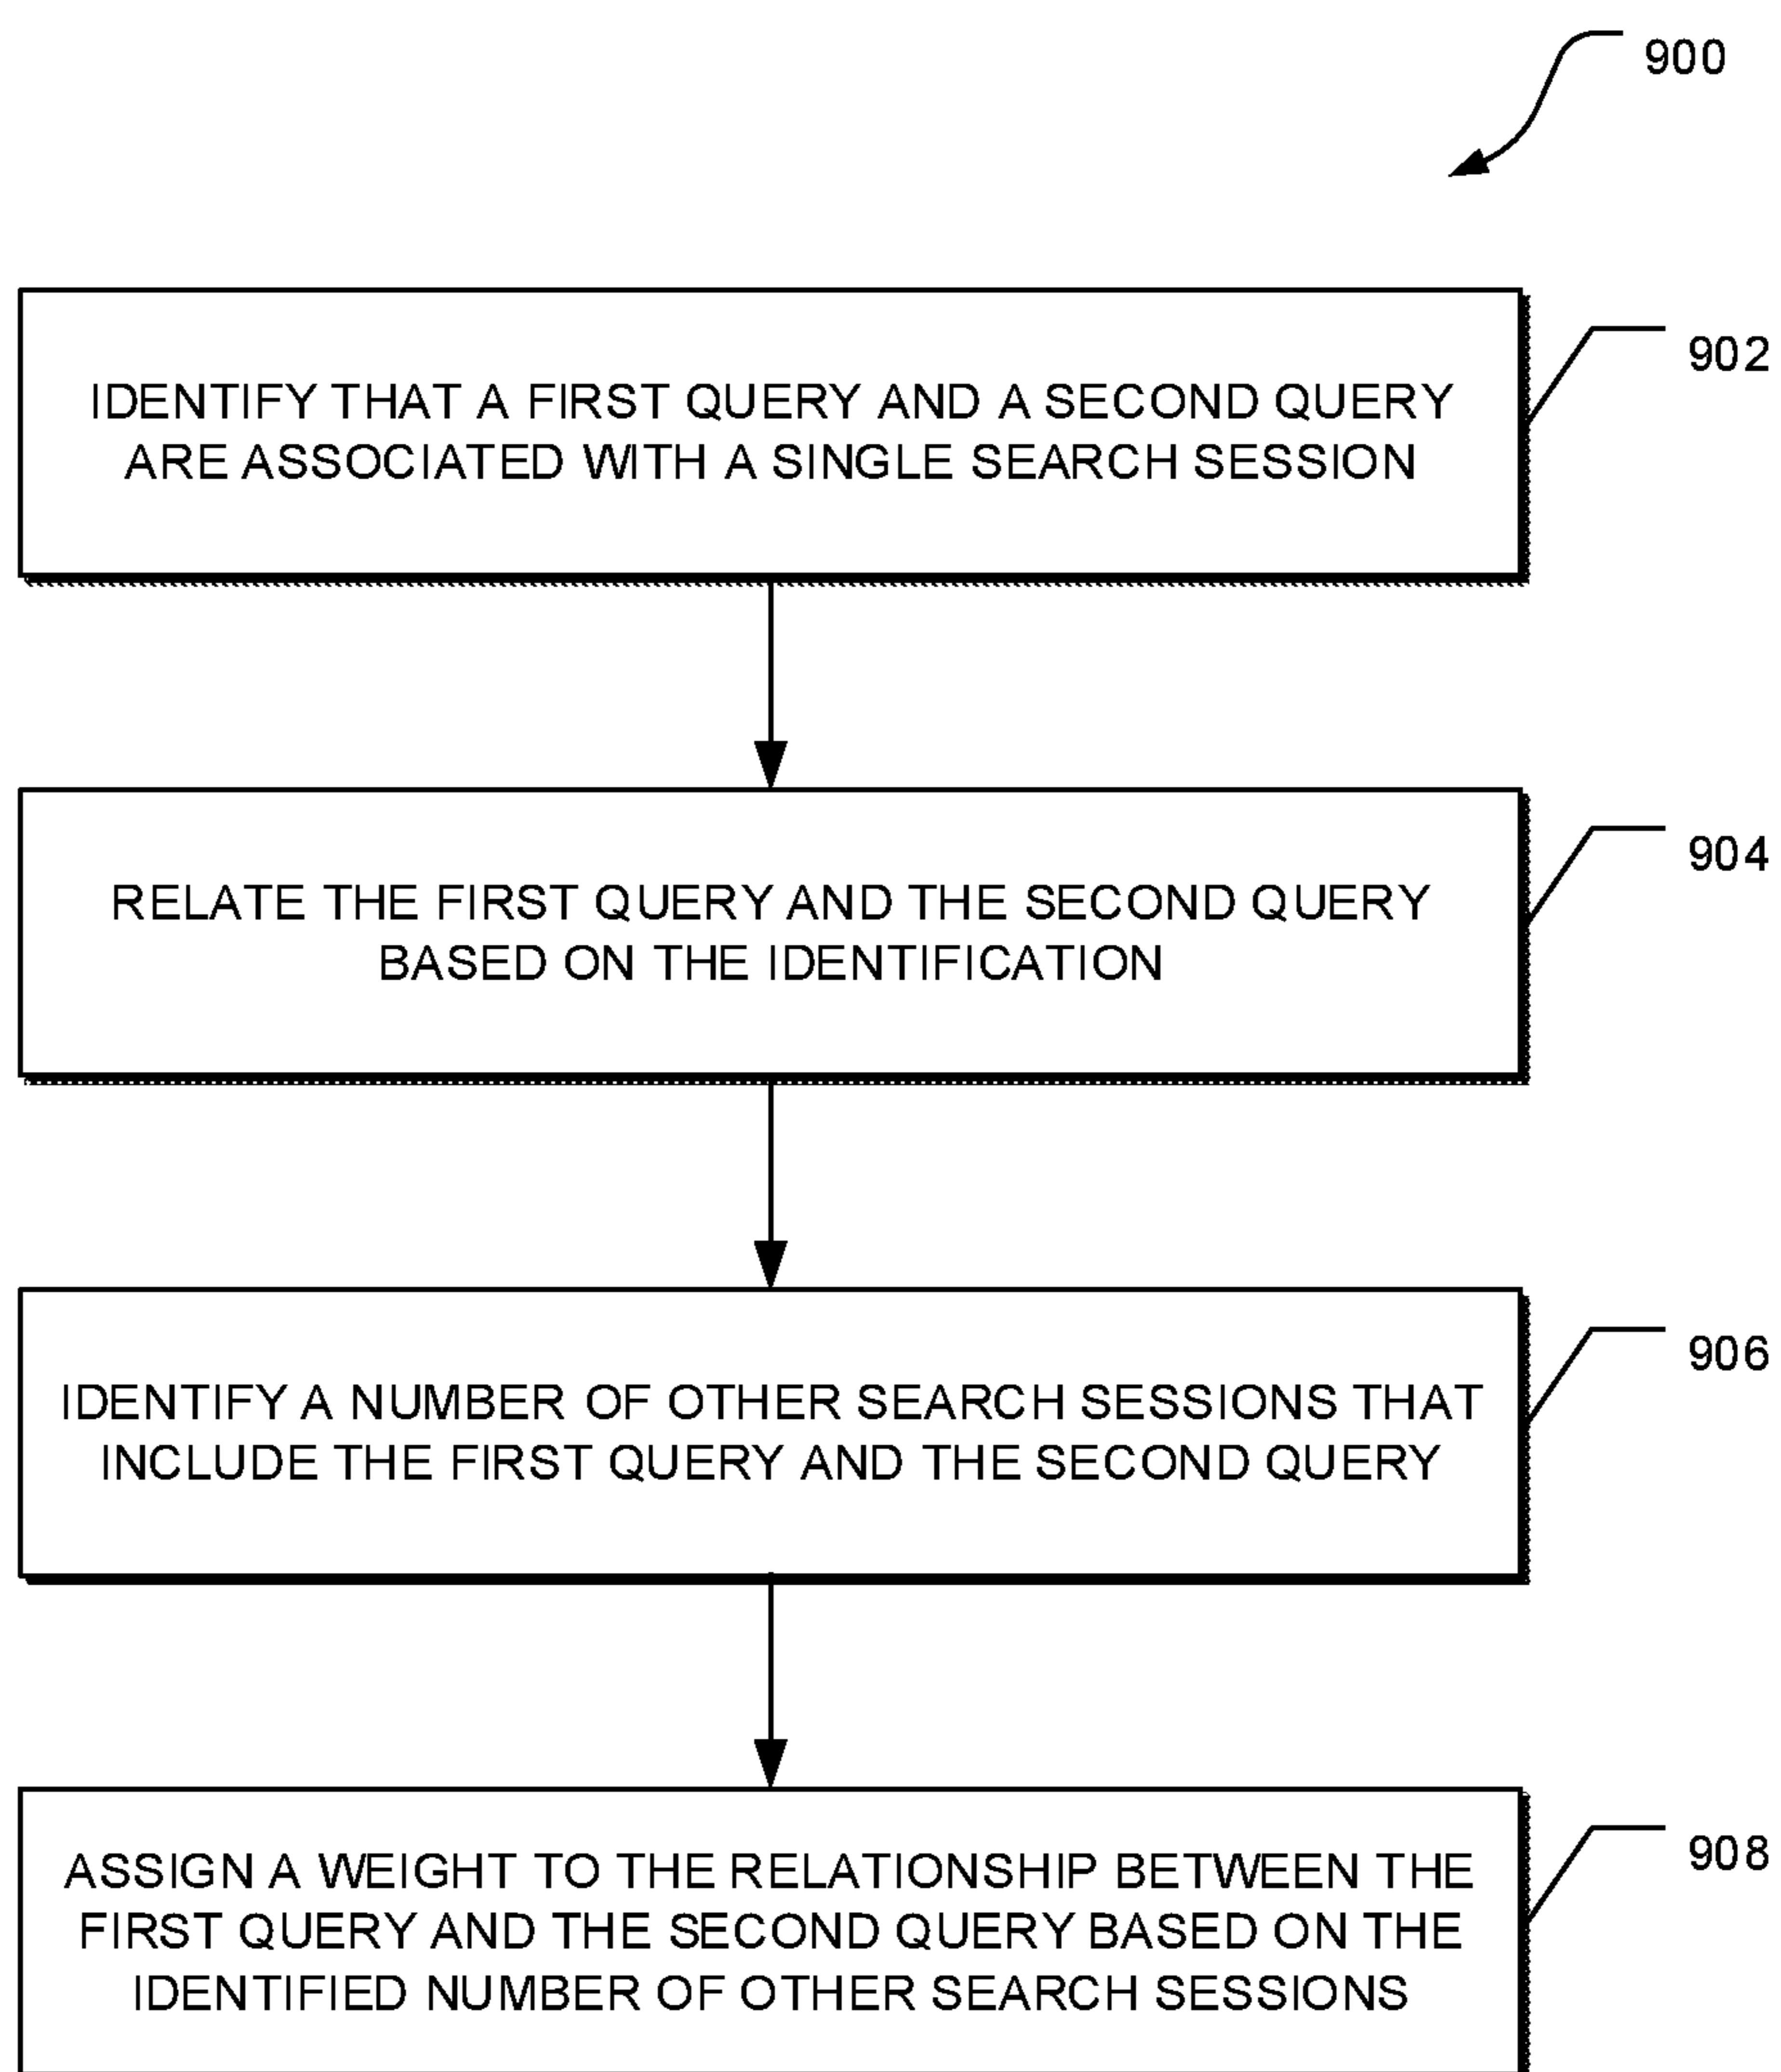 900
902
IDENTIFY THAT A FIRST QUERY AND A SECOND QUERY
ARE ASSOCIATED WITH A SINGLE SEARCH SESSION
904
RELATE THE FIRST QUERY AND THE SECOND QUERY
BASED ON THE IDENTIFICATION
906
IDENTIFY A NUMBER OF OTHER SEARCH SESSIONS THAT
INCLUDE THE FIRST QUERY AND THE SECOND QUERY
908
ASSIGN A WEIGHT TO THE RELATIONSHIP BETWEEN THE
FIRST QUERY AND THE SECOND QUERY BASED ON THE
IDENTIFIED NUMBER OF OTHER SEARCH SESSIONS